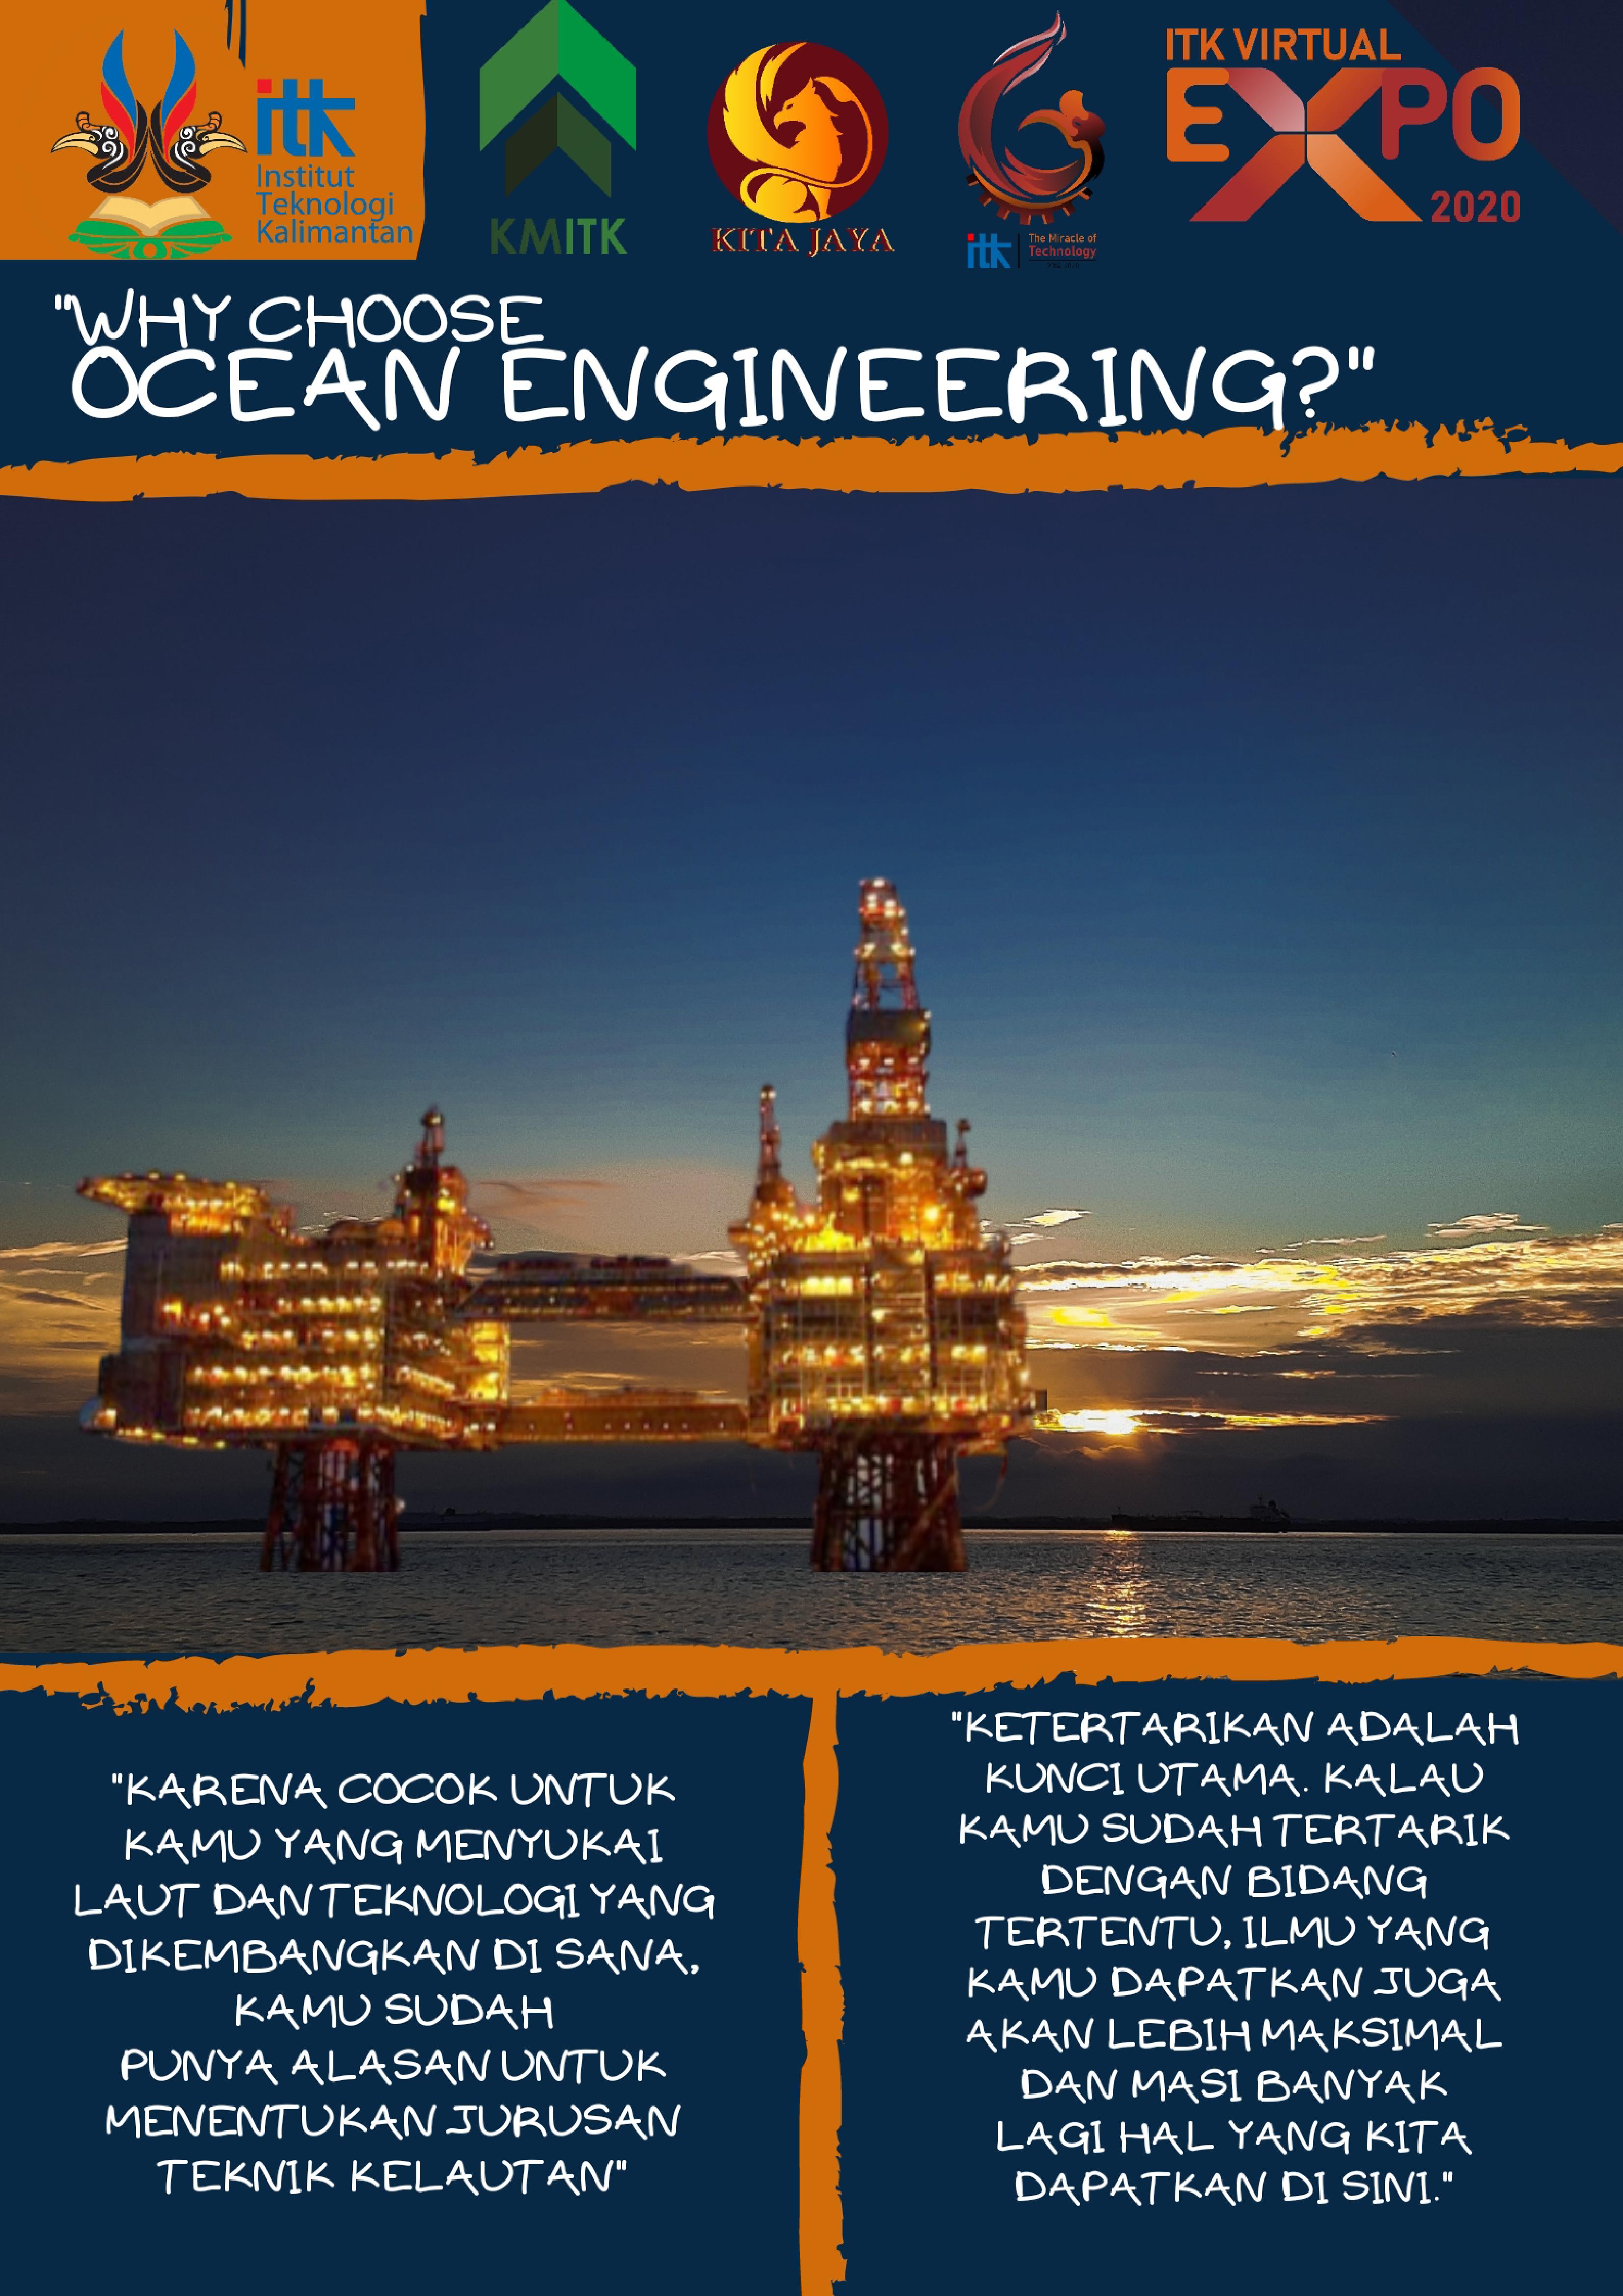 itk
Institut
Teknologi
Kalimantan
KMITK
KITA JAYA
itk
The Miracle of
Technology
ITK VIRTUAL
EXPO
2020
"WHY CHOOSE
OCEAN ENGINEERING?"
"KARENA COCOK UNTUK
KAMU YANG MENYUKAI
LAUT DAN TEKNOLOGI YANG
DIKEMBANGKAN DI SANA,
KAMU SUDAH
PUNYA ALASAN UNTUK
MENENTUKAN JURUSAN
TEKNIK KELAUTAN"
"KETERTARIKAN ADALAH
KUNCI UTAMA. KALAU
KAMU SUDAH TERTARIK
DENGAN BIDANG
TERTENTU, ILMU YANG
KAMU DAPATKAN JUGA
AKAN LEBIH MAKSIMAL
DAN MASI BANYAK
LAGI HAL YANG KITA
DAPATKAN DI SINI."